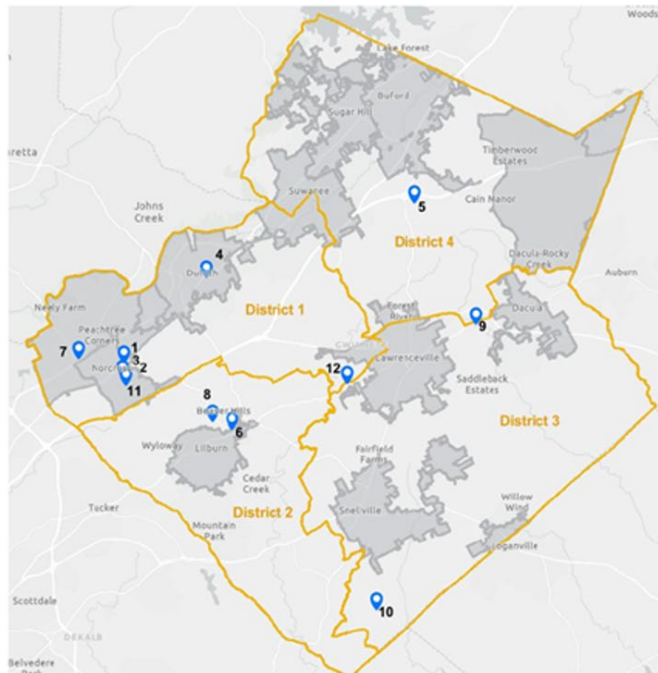 Woods
Lake Forest
Buford
Sugar Hill
Timberwood
Estates
aretta
Suwanee
5
Cain Manor
Johns
Creek
District 4
4
Duluth
Dacula-Rocky
Creek
Auburn
Neely Farm
District 1
Forest
River
Dacula
Peachtree
Corners
7
1
3
Norcross
2
9
11
12
Lawrenceville
Saddleback
Estates
8
6
Wyloway
Lilburn
District 3
Fairfield
Farms
Cedar
Creek
Tucker
District 2
Mountain
Park
Snellville
Willow
Wind
Loganville
Scottdale
10
DEKALB
Belvedere
Park